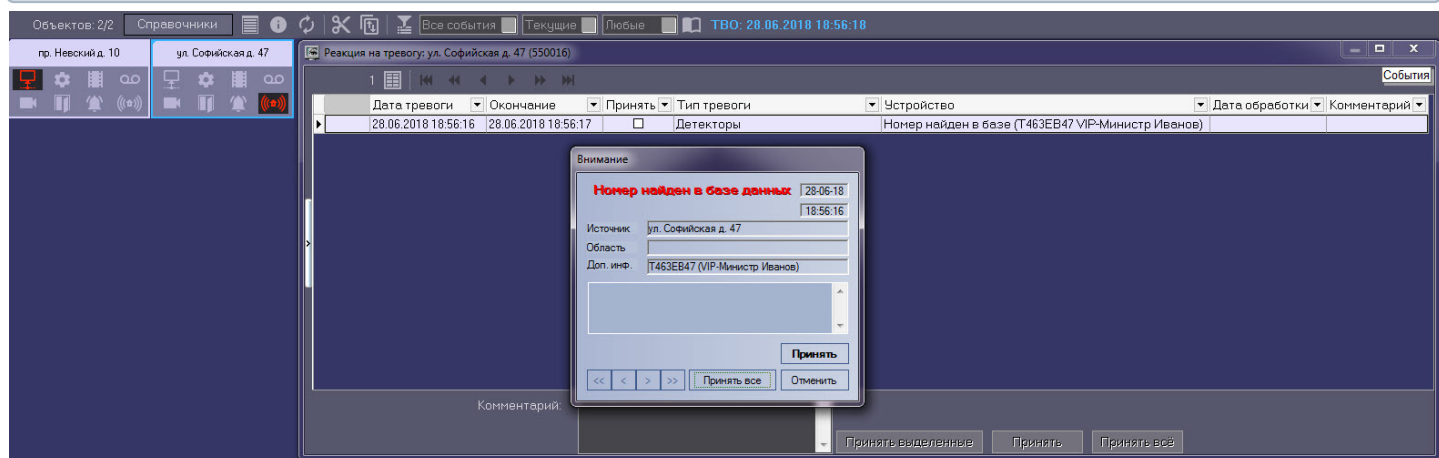 Объектов: 2/2 Справочники Все события Текущие Любые ТВО: 28.06.2018 18:56:18
пр. Невский д. 10 ул. Софийская д. 47 Реакция на тревогу: ул. Софийская д. 47 (550016)
1 События
Дата тревоги Окончание Принять Тип тревоги Устройство Дата обработки Комментарий
28.06.2018 18:56:16 28.06.2018 18:56:17 Детекторы Номер найден в базе (T463EB47 VIP-Министр Иванов)
Внимание
Номер найден в базе данных 28-06-18
18:56:16
Источник ул. Софийская д. 47
Область
Доп. инф. T463EB47 (VIP-Министр Иванов)
Принять
<< < > >> Принять все Отменить
Комментарий:
Принять выделенные Принять Принять всё